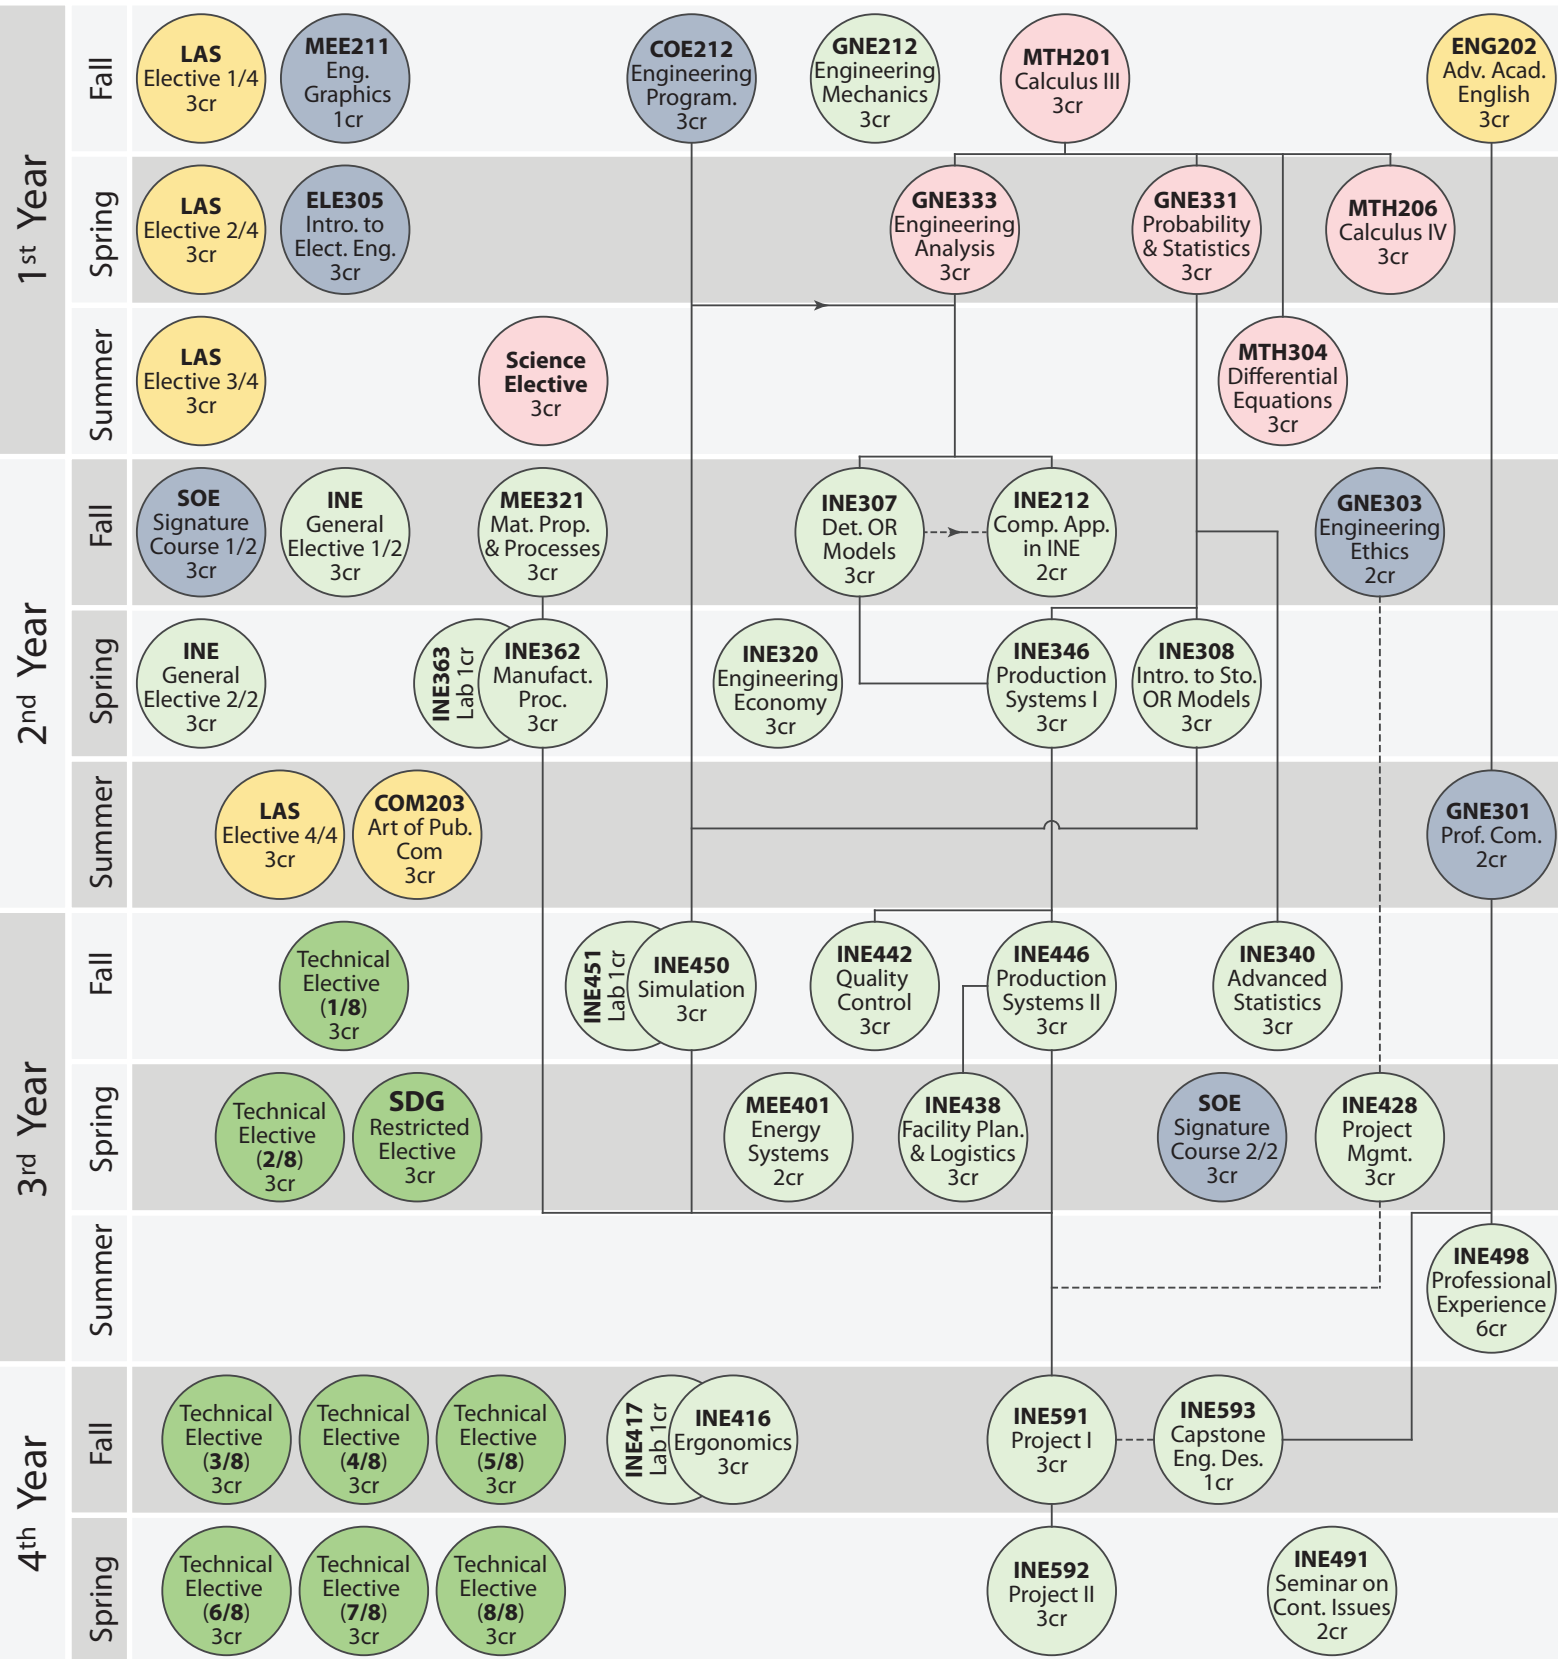 1st Year
Fall
LAS
Elective 1/4
3cr
MEE211
Eng.
Graphics
1cr
COE212
Engineering
Program.
3cr
GNE212
Engineering
Mechanics
3cr
MTH201
Calculus III
3cr
ENG202
Adv. Acad.
English
3cr
Spring
LAS
Elective 2/4
3cr
ELE305
Intro. to
Elect. Eng.
3cr
GNE333
Engineering
Analysis
3cr
GNE331
Probability
& Statistics
3cr
MTH206
Calculus IV
3cr
Summer
LAS
Elective 3/4
3cr
Science
Elective
3cr
MTH304
Differential
Equations
3cr
2nd Year
Fall
SOE
Signature
Course 1/2
3cr
INE
General
Elective 1/2
3cr
MEE321
Mat. Prop.
& Processes
3cr
INE307
Det. OR
Models
3cr
INE212
Comp. App.
in INE
2cr
GNE303
Engineering
Ethics
2cr
Spring
INE
General
Elective 2/2
3cr
INE363
Lab 1cr
INE362
Manufact.
Proc.
3cr
INE320
Engineering
Economy
3cr
INE346
Production
Systems I
3cr
INE308
Intro. to Sto.
OR Models
3cr
Summer
LAS
Elective 4/4
3cr
COM203
Art of Pub.
Com
3cr
GNE301
Prof. Com.
2cr
3rd Year
Fall
Technical
Elective
(1/8)
3cr
INE451
Lab 1cr
INE450
Simulation
3cr
INE442
Quality
Control
3cr
INE446
Production
Systems II
3cr
INE340
Advanced
Statistics
3cr
Spring
Technical
Elective
(2/8)
3cr
SDG
Restricted
Elective
3cr
MEE401
Energy
Systems
2cr
INE438
Facility Plan.
& Logistics
3cr
SOE
Signature
Course 2/2
3cr
INE428
Project
Mgmt.
3cr
Summer
INE498
Professional
Experience
6cr
4th Year
Fall
Technical
Elective
(3/8)
3cr
Technical
Elective
(4/8)
3cr
Technical
Elective
(5/8)
3cr
INE417
Lab 1cr
INE416
Ergonomics
3cr
INE591
Project I
3cr
INE593
Capstone
Eng. Des.
1cr
Spring
Technical
Elective
(6/8)
3cr
Technical
Elective
(7/8)
3cr
Technical
Elective
(8/8)
3cr
INE592
Project II
3cr
INE491
Seminar on
Cont. Issues
2cr